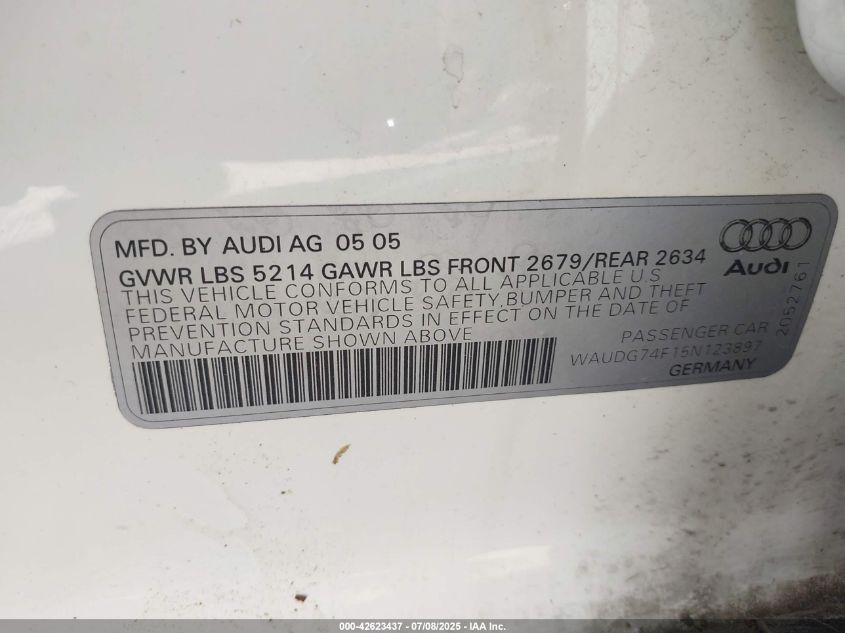 MFD. BY AUDI AG 05 05
GVWR LBS 5214 GAWR LBS FRONT 2679/REAR 2634
THIS VEHICLE CONFORMS TO ALL APPLICABLE U.S
FEDERAL MOTOR VEHICLE SAFETY, BUMPER AND THEFT
PREVENTION STANDARDS IN EFFECT ON THE DATE OF
MANUFACTURE SHOWN ABOVE
Audi
2052761
PASSENGER CAR
WAUDG74F15N123897
GERMANY
000-42623437 - 07/08/2025 - IAA Inc.